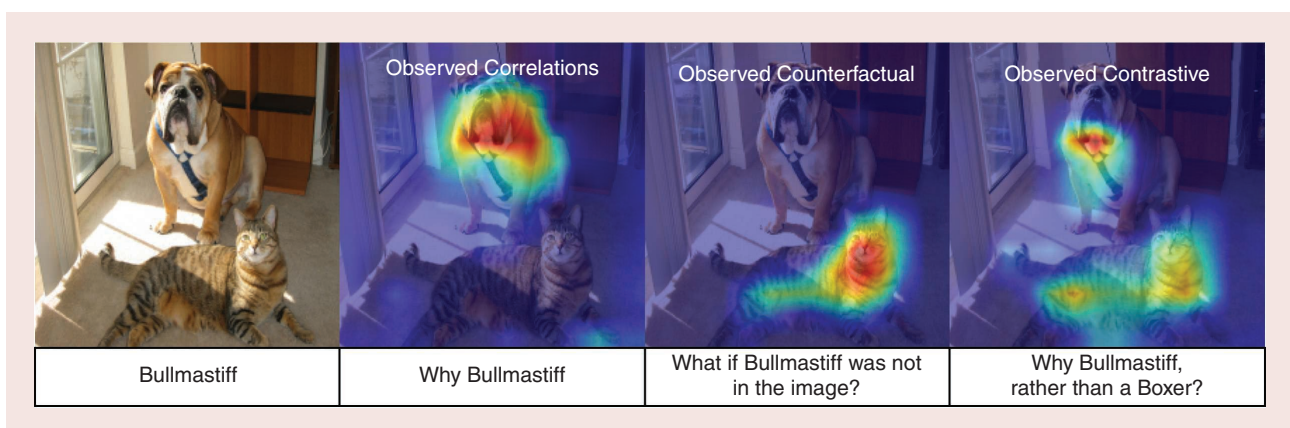 Observed Correlations
Observed Counterfactual
Observed Contrastive
Bullmastiff
Why Bullmastiff
What if Bullmastiff was not
in the image?
Why Bullmastiff,
rather than a Boxer?